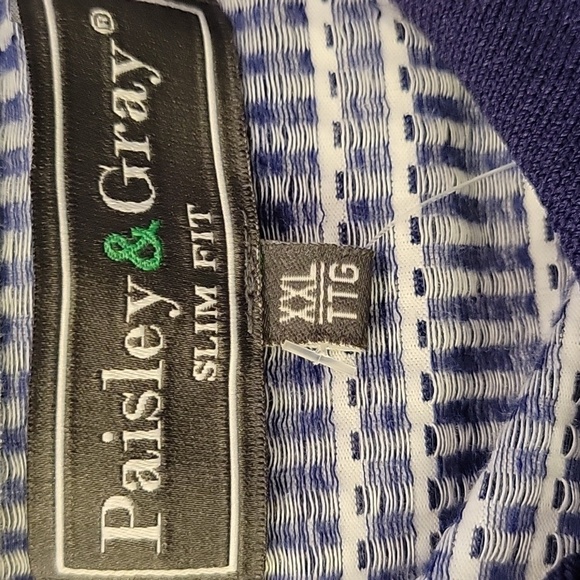 Paisley & Gray®
SLIM FIT
XXL
TTG